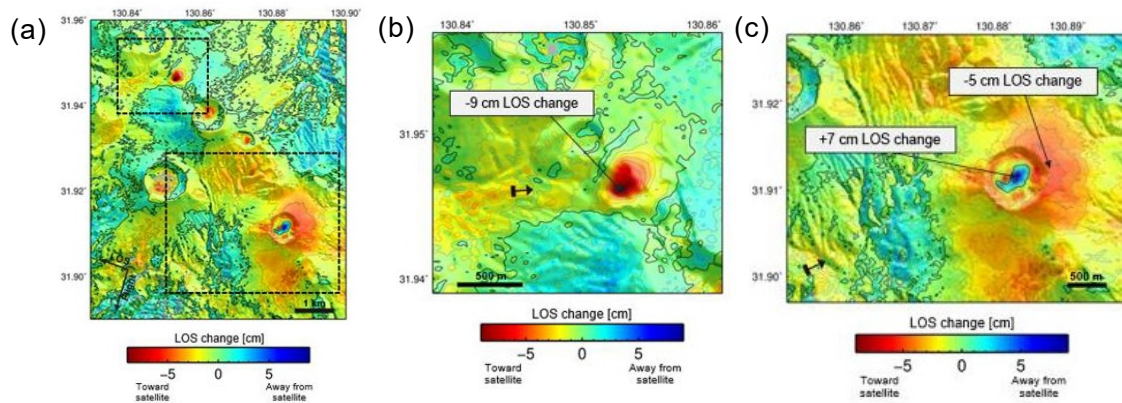 (a)
130.84° 130.86° 130.88° 130.90°
31.96°
31.94°
31.92°
31.90°
LOS
1 km
LOS change [cm]
−5 0 5
Toward satellite
Away from satellite
(b)
130.84° 130.85° 130.86°
31.95°
31.94°
-9 cm LOS change
500 m
LOS change [cm]
−5 0 5
Toward satellite
Away from satellite
(c)
130.86° 130.87° 130.88° 130.89°
31.92°
31.91°
31.90°
-5 cm LOS change
+7 cm LOS change
500 m
LOS change [cm]
−5 0 5
Toward satellite
Away from satellite